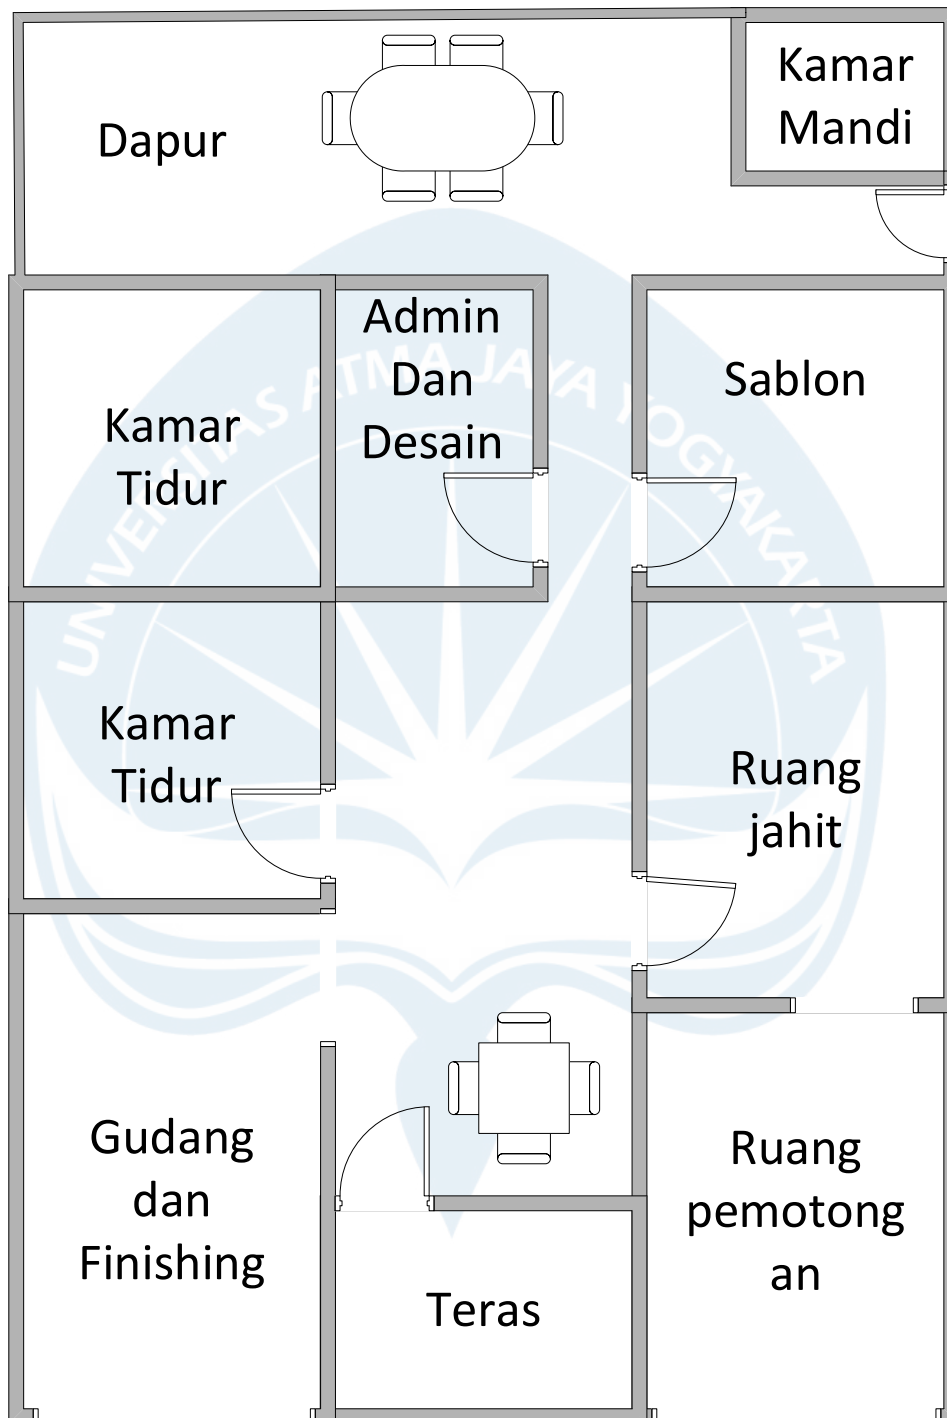 Dapur
Kamar
Mandi
Kamar
Tidur
Admin
Dan
Desain
Sablon
Kamar
Tidur
Ruang
jahit
Gudang
dan
Finishing
Teras
Ruang
pemotong
an
UNIVERSITAS ATMA JAYA YOGYAKARTA